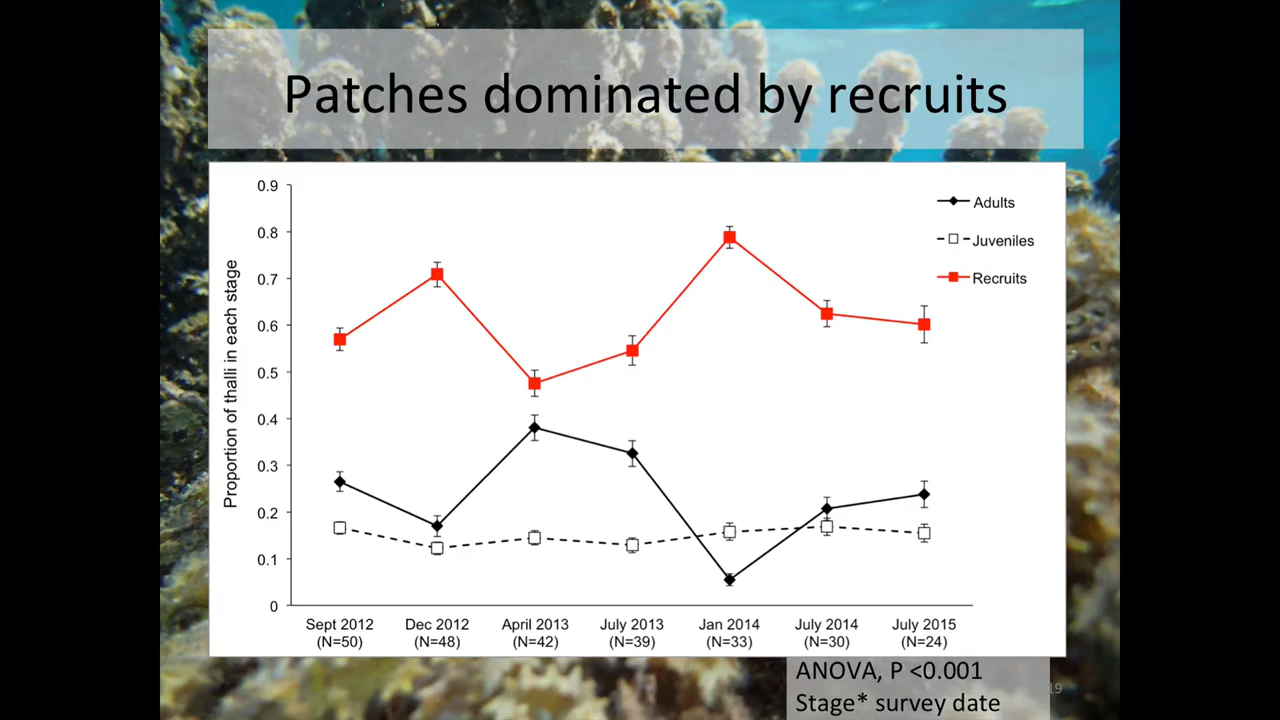 Patches dominated by recruits
0.9
0.8
0.7
0.6
0.5
0.4
0.3
0.2
0.1
0
Proportion of thalli in each stage
Adults
Juveniles
Recruits
Sept 2012 Dec 2012 April 2013 July 2013 Jan 2014 July 2014 July 2015
(N=50) (N=48) (N=42) (N=39) (N=33) (N=30) (N=24)
ANOVA, P <0.001
Stage* survey date
19